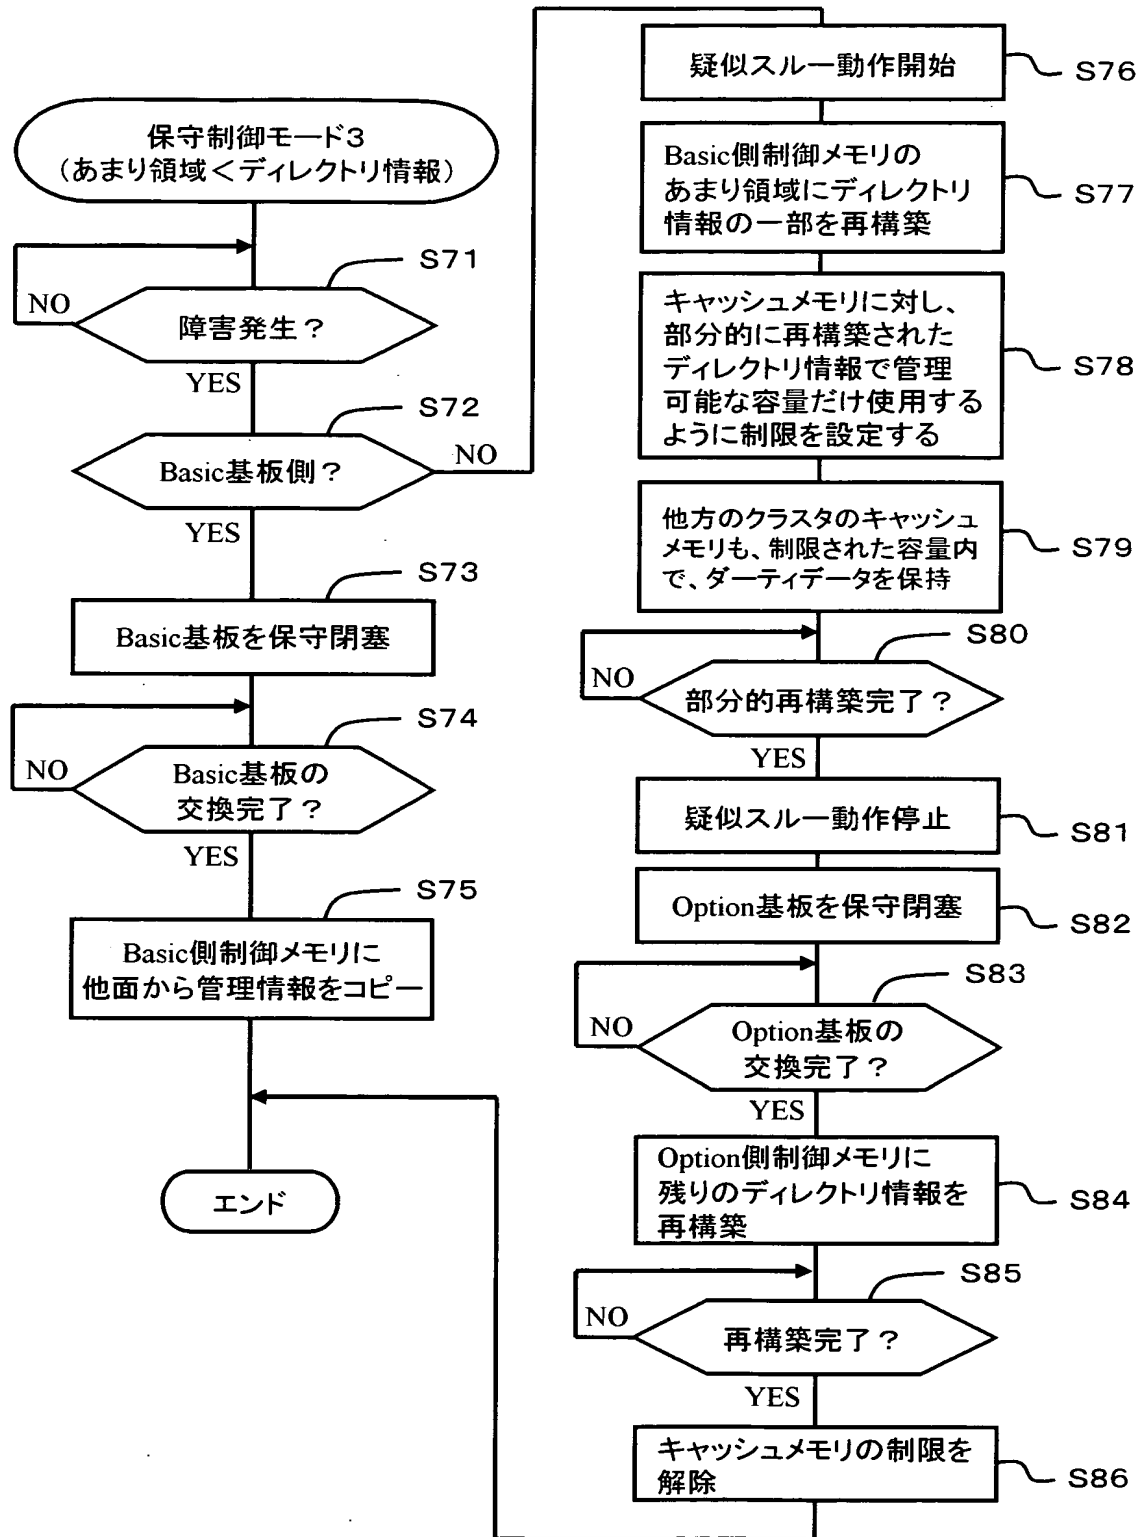 保守制御モード3
(あまり領域<ディレクトリ情報)
S71
NO
障害発生?
YES
S72
Basic基板側?
NO
YES
S73
Basic基板を保守閉塞
S74
NO
Basic基板の
交換完了?
YES
S75
Basic側制御メモリに
他面から管理情報をコピー
エンド
疑似スルー動作開始
S76
Basic側制御メモリの
あまり領域にディレクトリ
情報の一部を再構築
S77
キャッシュメモリに対し、
部分的に再構築された
ディレクトリ情報で管理
可能な容量だけ使用する
ように制限を設定する
S78
他方のクラスタのキャッシュ
メモリも、制限された容量内
で、ダーティデータを保持
S79
S80
NO
部分的再構築完了?
YES
疑似スルー動作停止
S81
Option基板を保守閉塞
S82
S83
NO
Option基板の
交換完了?
YES
Option側制御メモリに
残りのディレクトリ情報を
再構築
S84
S85
NO
再構築完了?
YES
キャッシュメモリの制限を
解除
S86